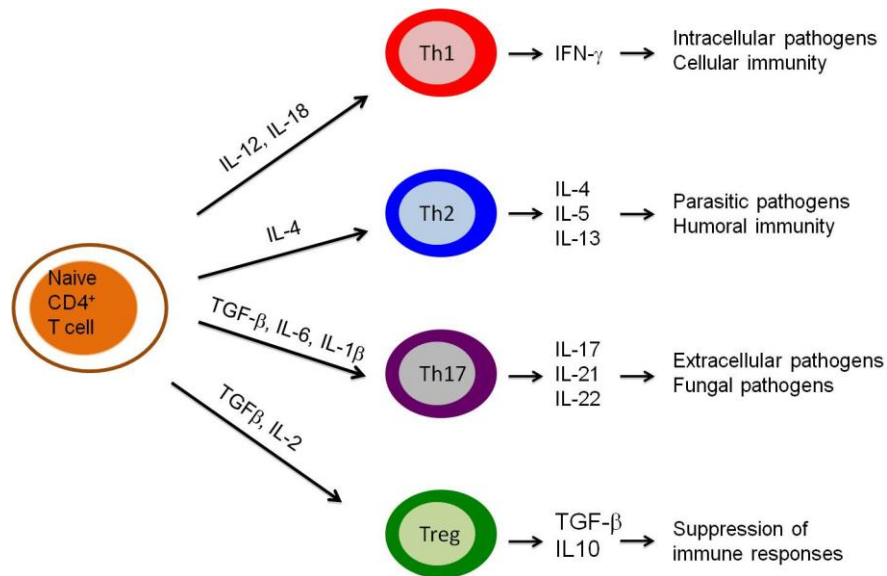 Th1
IFN-γ
Intracellular pathogens
Cellular immunity
IL-12, IL-18
Th2
IL-4
IL-5
IL-13
Parasitic pathogens
Humoral immunity
IL-4
Naive
CD4⁺
T cell
TGF-β, IL-6, IL-1β
Th17
IL-17
IL-21
IL-22
Extracellular pathogens
Fungal pathogens
TGFβ, IL-2
Treg
TGF-β
IL10
Suppression of
immune responses